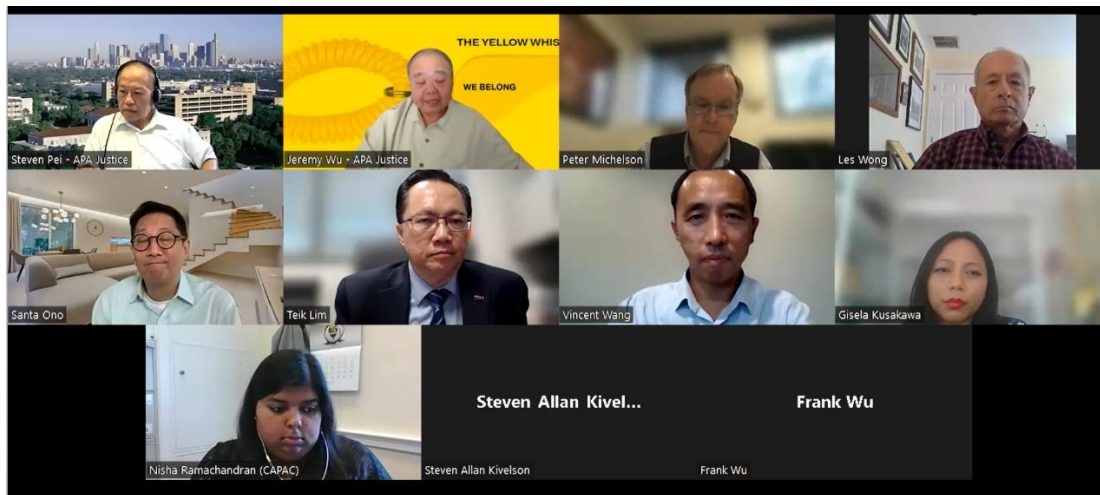 THE YELLOW WHIS
WE BELONG
Steven Pei - APA Justice
Jeremy Wu - APA Justice
Peter Michelson
Les Wong
Santa Ono
Teik Lim
Vincent Wang
Gisela Kusakawa
Steven Allan Kivel...
Frank Wu
Nisha Ramachandran (CAPAC)
Steven Allan Kivelson
Frank Wu